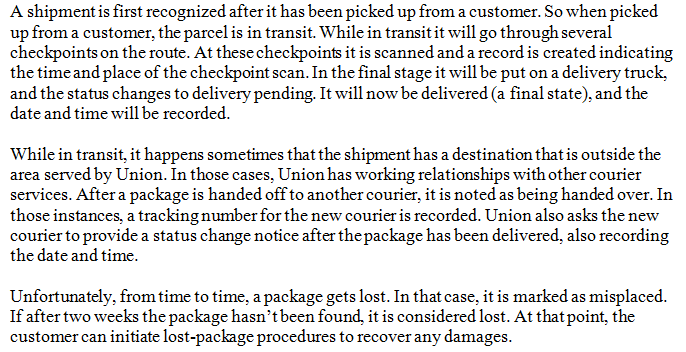 A shipment is first recognized after it has been picked up from a customer. So when picked
up from a customer, the parcel is in transit. While in transit it will go through several
checkpoints on the route. At these checkpoints it is scanned and a record is created indicating
the time and place of the checkpoint scan. In the final stage it will be put on a delivery truck,
and the status changes to delivery pending. It will now be delivered (a final state), and the
date and time will be recorded.

While in transit, it happens sometimes that the shipment has a destination that is outside the
area served by Union. In those cases, Union has working relationships with other courier
services. After a package is handed off to another courier, it is noted as being handed over. In
those instances, a tracking number for the new courier is recorded. Union also asks the new
courier to provide a status change notice after the package has been delivered, also recording
the date and time.

Unfortunately, from time to time, a package gets lost. In that case, it is marked as misplaced.
If after two weeks the package hasn't been found, it is considered lost. At that point, the
customer can initiate lost-package procedures to recover any damages.